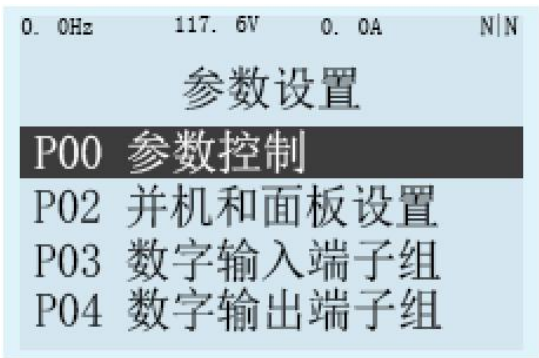 0. 0Hz 117. 6V 0. 0A N|N
参数设置
P00 参数控制
P02 并机和面板设置
P03 数字输入端子组
P04 数字输出端子组